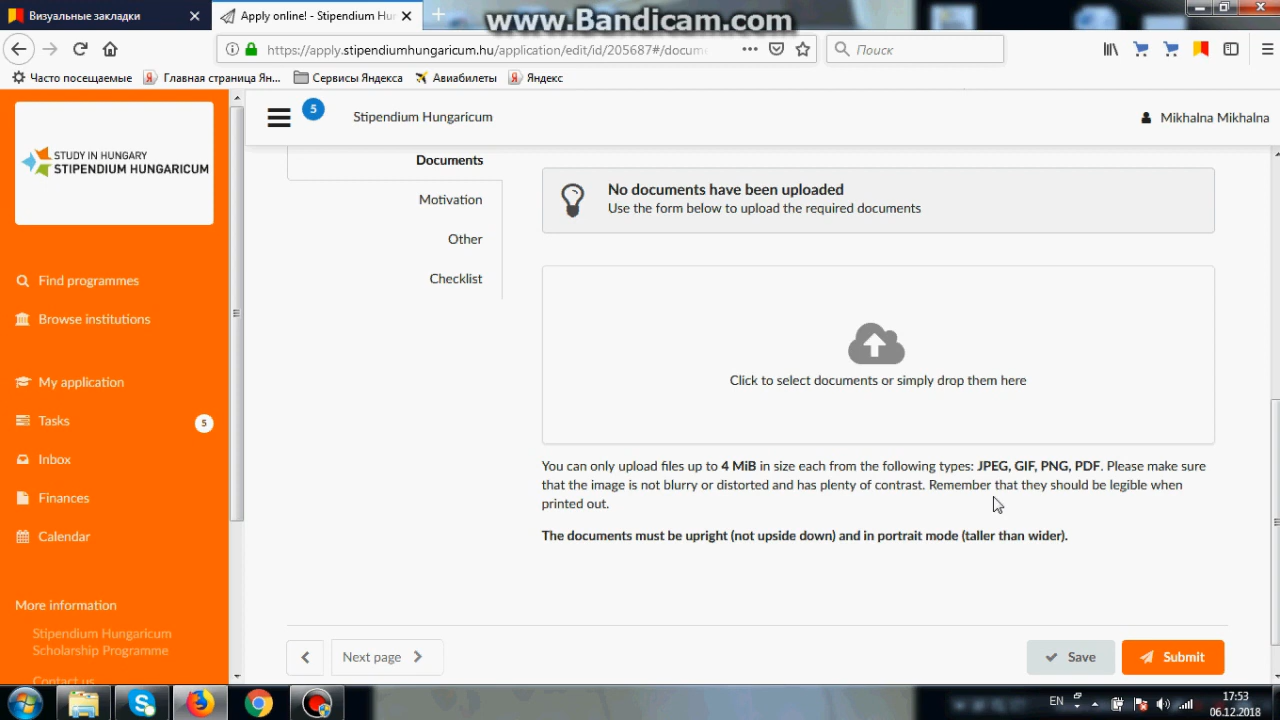 www.Bandicam.com
Визуальные закладки
Apply online! - Stipendium Hun
https://apply.stipendiumhungaricum.hu/application/edit/id/205687#/docume
Поиск
Часто посещаемые
Главная страница Ян...
Сервисы Яндекса
Авиабилеты
Яндекс
STUDY IN HUNGARY
STIPENDIUM HUNGARICUM
5
Stipendium Hungaricum
Mikhalna Mikhalna
Find programmes
Browse institutions
My application
Tasks
5
Inbox
Finances
Calendar
More information
Stipendium Hungaricum
Scholarship Programme
Contact us
Documents
Motivation
Other
Checklist
No documents have been uploaded
Use the form below to upload the required documents
Click to select documents or simply drop them here
You can only upload files up to 4 MiB in size each from the following types: JPEG, GIF, PNG, PDF. Please make sure
that the image is not blurry or distorted and has plenty of contrast. Remember that they should be legible when
printed out.
The documents must be upright (not upside down) and in portrait mode (taller than wider).
Next page
Save
Submit
EN
17:53
06.12.2018